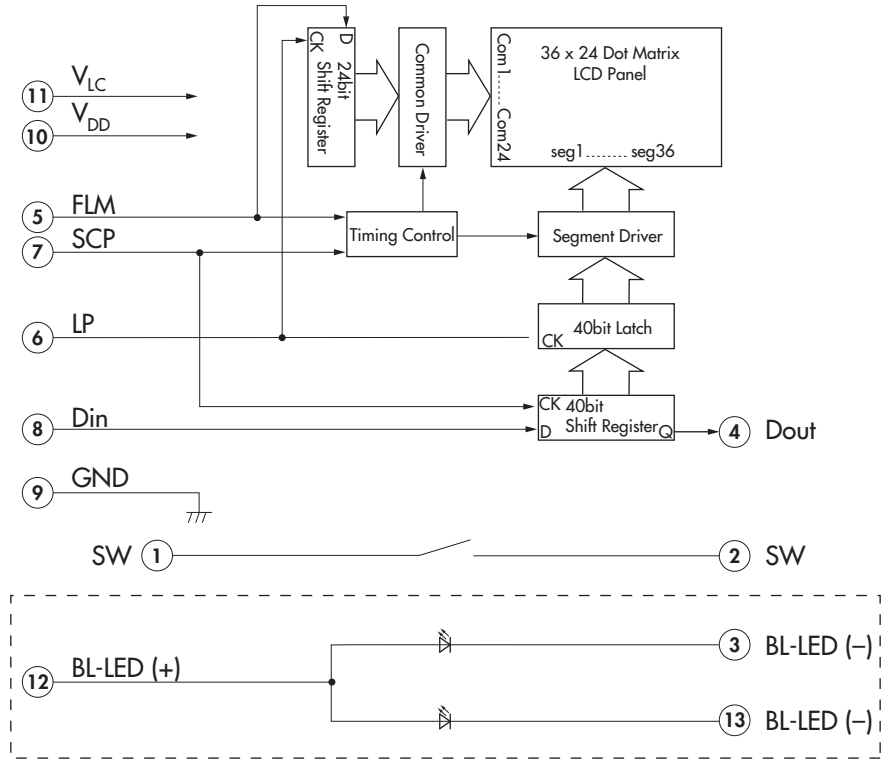 D
CK
24bit
Shift Register
Common Driver
Com1........Com24
36 x 24 Dot Matrix
LCD Panel
seg1........ seg36
11 VLC
10 VDD
5 FLM
7 SCP
Timing Control
Segment Driver
6 LP
40bit Latch
CK
8 Din
CK 40bit
D Shift Register Q
4 Dout
9 GND
SW 1
2 SW
12 BL-LED (+)
3 BL-LED (–)
13 BL-LED (–)